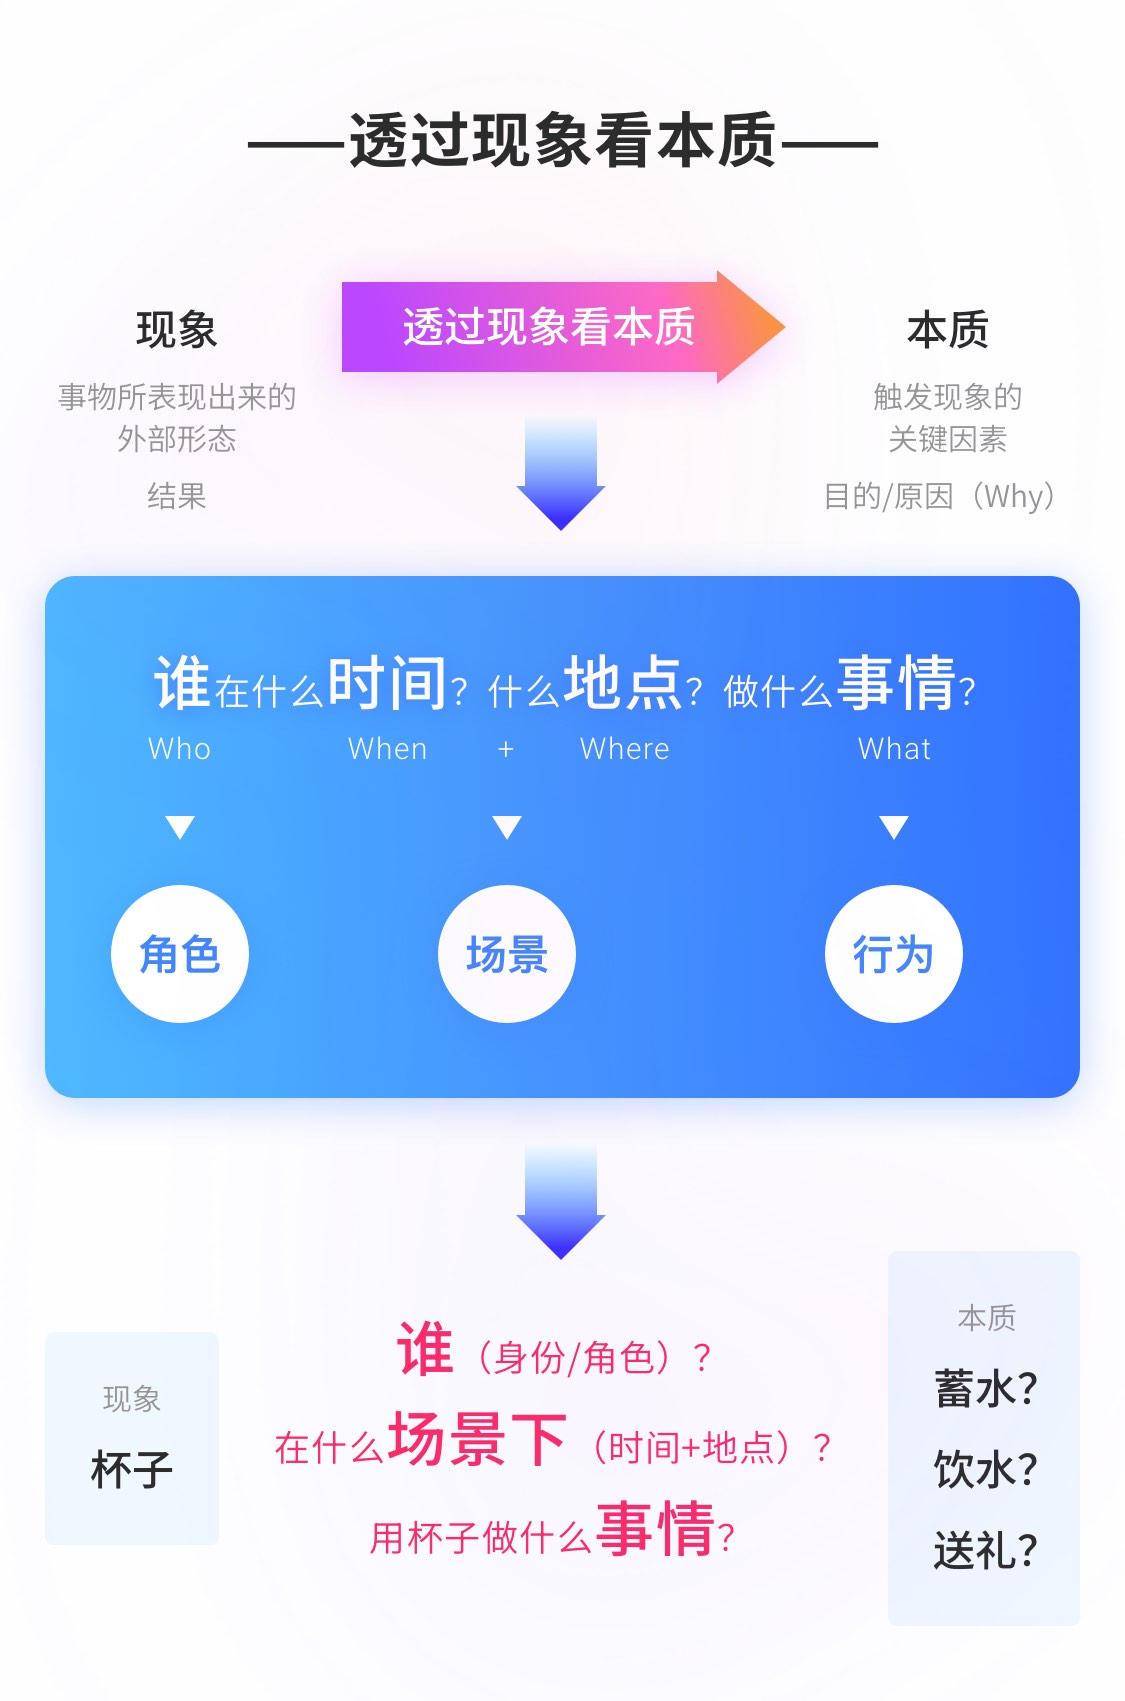 ——透过现象看本质——
透过现象看本质
现象
事物所表现出来的
外部形态
结果
本质
触发现象的
关键因素
目的/原因（Why）
谁在什么时间？什么地点？做什么事情？
Who When + Where What
角色 场景 行为
现象
杯子
谁（身份/角色）？
在什么场景下（时间+地点）？
用杯子做什么事情？
本质
蓄水？
饮水？
送礼？